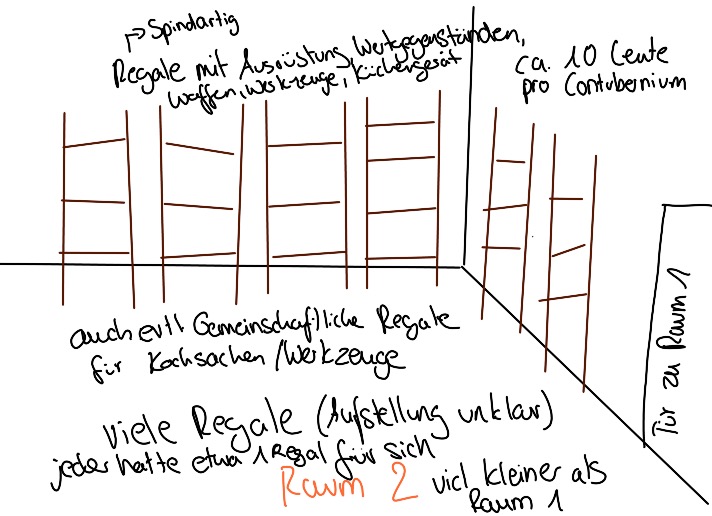 → Spindartig
Regale mit Ausrüstung, Wertgegenständen,
Waffen, Werkzeuge, Küchengerät
ca. 10 Leute
pro Contubernium
auch evtl Gemeinschaftliche Regale
für Kochsachen/Werkzeuge
Tür zu Raum 1
viele Regale (Aufstellung unklar)
jeder hatte etwa 1 Regal für sich
Raum 2 viel kleiner als
Raum 1